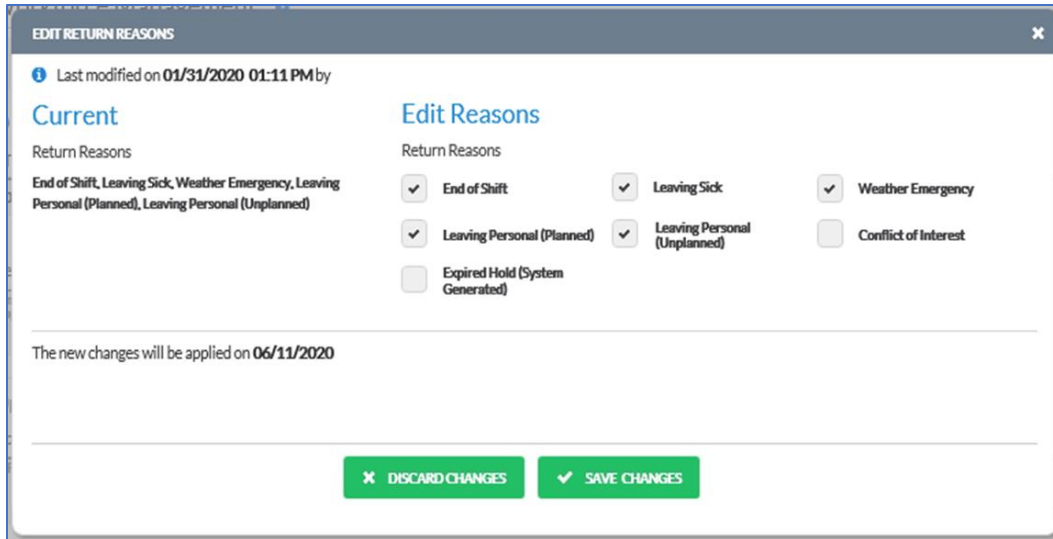 EDIT RETURN REASONS
Last modified on 01/31/2020 01:11 PM by
Current
Edit Reasons
Return Reasons
Return Reasons
End of Shift, Leaving Sick, Weather Emergency, Leaving
Personal (Planned), Leaving Personal (Unplanned)
End of Shift
Leaving Sick
Weather Emergency
Leaving Personal (Planned)
Leaving Personal
(Unplanned)
Conflict of Interest
Expired Hold (System
Generated)
The new changes will be applied on 06/11/2020
DISCARD CHANGES
SAVE CHANGES